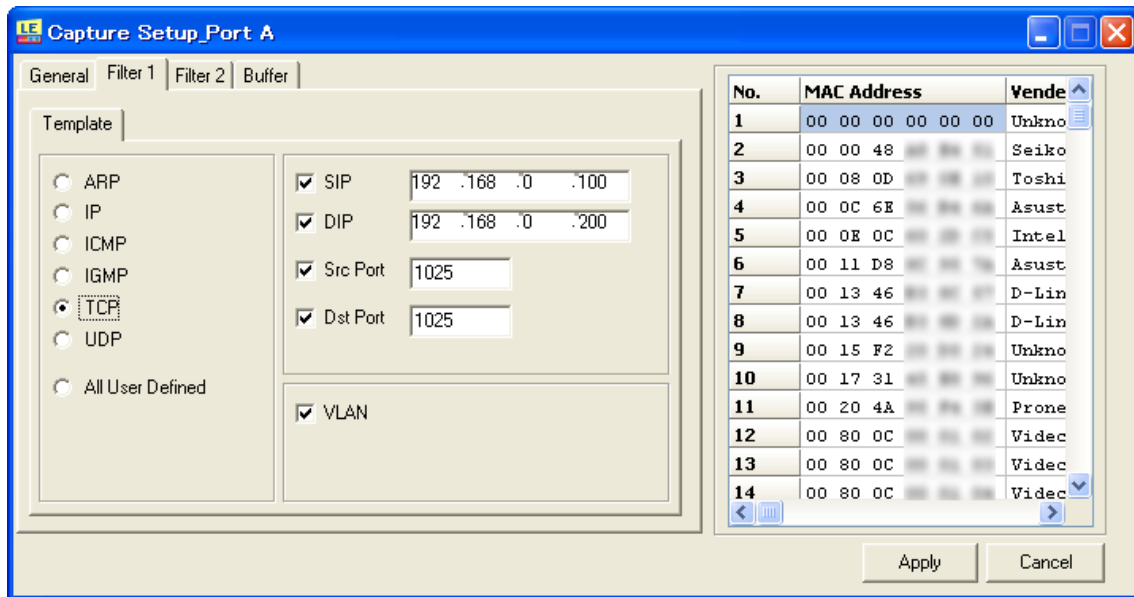 LE Capture Setup_Port A
General Filter 1 Filter 2 Buffer
Template
ARP
IP
ICMP
IGMP
TCP
UDP
All User Defined
SIP 192 .168 .0 .100
DIP 192 .168 .0 .200
Src Port 1025
Dst Port 1025
VLAN
No. MAC Address Vende
1 00 00 00 00 00 00 Unkno
2 00 00 48 Seiko
3 00 08 0D Toshi
4 00 0C 6E Asust
5 00 0E 0C Intel
6 00 11 D8 Asust
7 00 13 46 D-Lin
8 00 13 46 D-Lin
9 00 15 F2 Unkno
10 00 17 31 Unkno
11 00 20 4A Prone
12 00 80 0C Videc
13 00 80 0C Videc
14 00 80 0C Videc
Apply Cancel